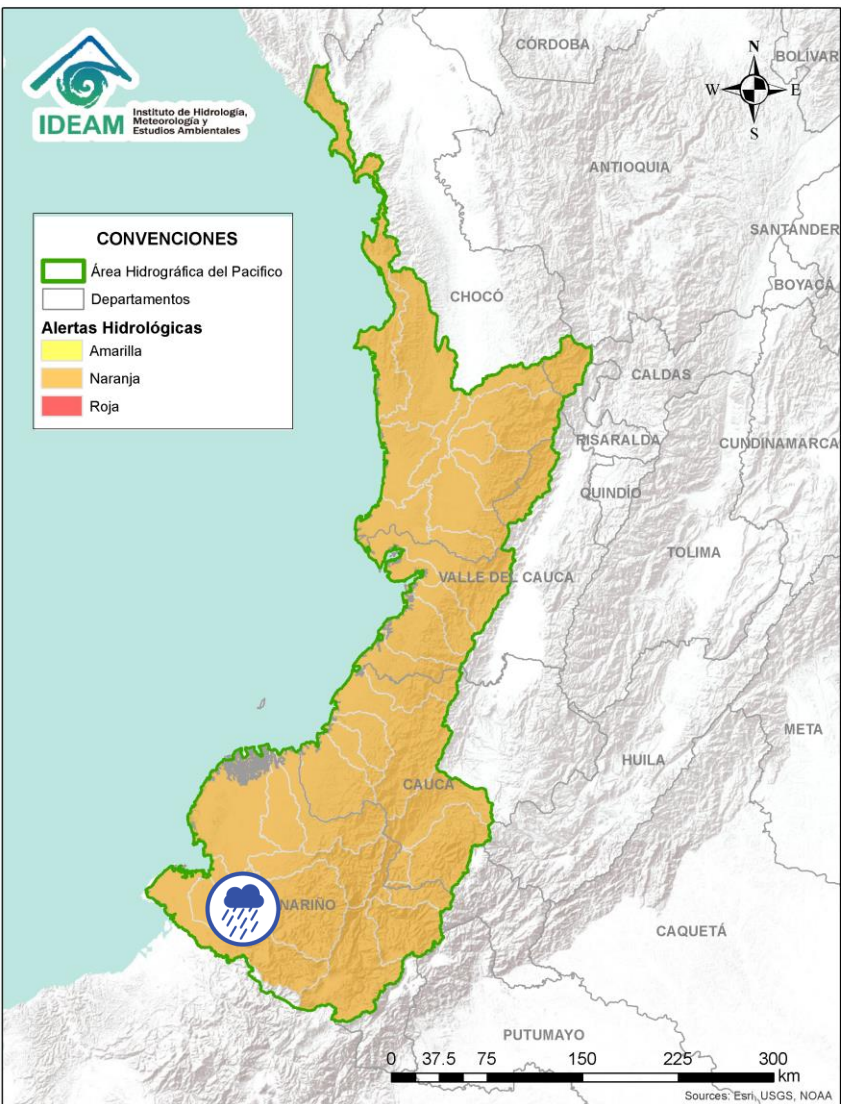 IDEAM
Instituto de Hidrología,
Meteorología y
Estudios Ambientales
CÓRDOBA
BOLÍVAR
N
W
E
S
ANTIOQUIA
SANTANDER
BOYACÁ
CONVENCIONES
Área Hidrográfica del Pacifico
Departamentos
Alertas Hidrológicas
Amarilla
Naranja
Roja
CHOCÓ
CALDAS
RISARALDA
CUNDINAMARCA
QUINDÍO
TOLIMA
VALLE DEL CAUCA
META
HUILA
CAUCA
NARIÑO
CAQUETÁ
PUTUMAYO
0 37.5 75 150 225 300
km
Sources: Esri, USGS, NOAA